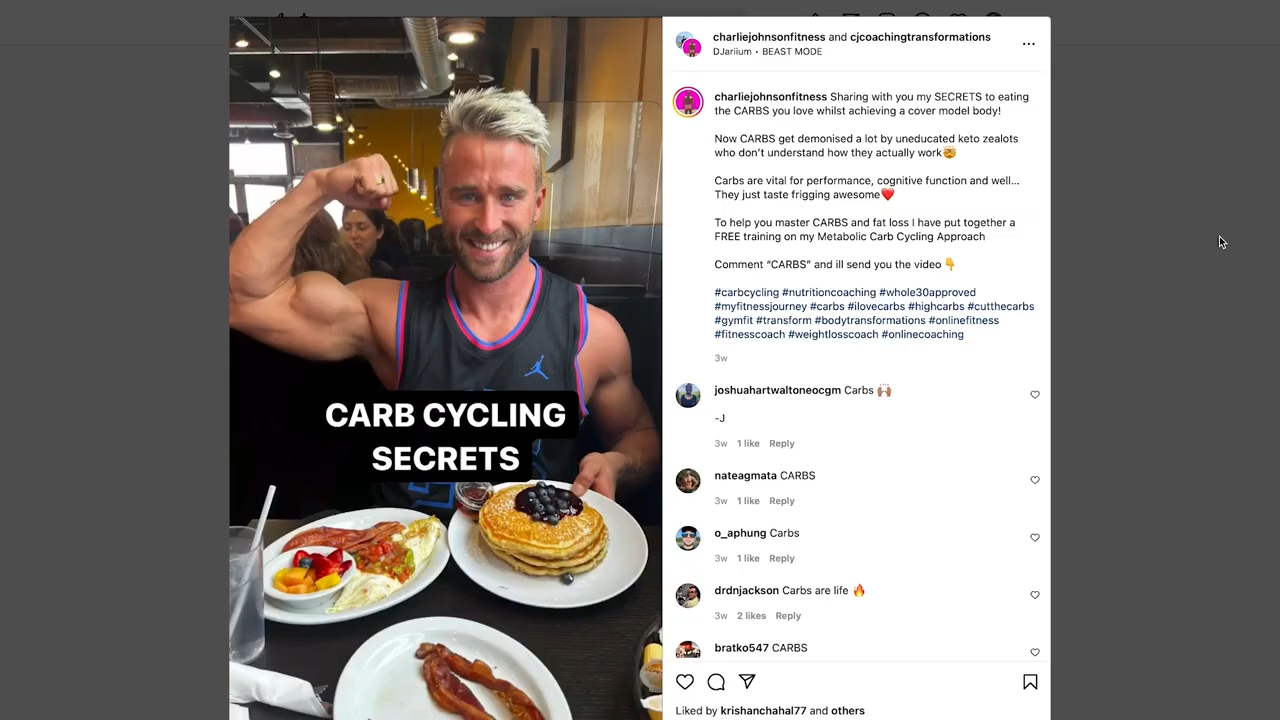 CARB CYCLING
SECRETS
charliejohnsonfitness and cjcoachingtransformations
DJariium • BEAST MODE
charliejohnsonfitness Sharing with you my SECRETS to eating
the CARBS you love whilst achieving a cover model body!
Now CARBS get demonised a lot by uneducated keto zealots
who don't understand how they actually work🤯
Carbs are vital for performance, cognitive function and well...
They just taste frigging awesome❤️
To help you master CARBS and fat loss I have put together a
FREE training on my Metabolic Carb Cycling Approach
Comment “CARBS” and ill send you the video 👇
#carbcycling #nutritioncoaching #whole30approved
#myfitnessjourney #carbs #ilovecarbs #highcarbs #cutthecarbs
#gymfit #transform #bodytransformations #onlinefitness
#fitnesscoach #weightlosscoach #onlinecoaching
3w
joshuahartwaltoneocgm Carbs 🙌🏽
-J
3w 1 like Reply
nateagmata CARBS
3w 1 like Reply
o_aphung Carbs
3w 1 like Reply
drdnjackson Carbs are life 🔥
3w 2 likes Reply
bratko547 CARBS
Liked by krishanchahal77 and others